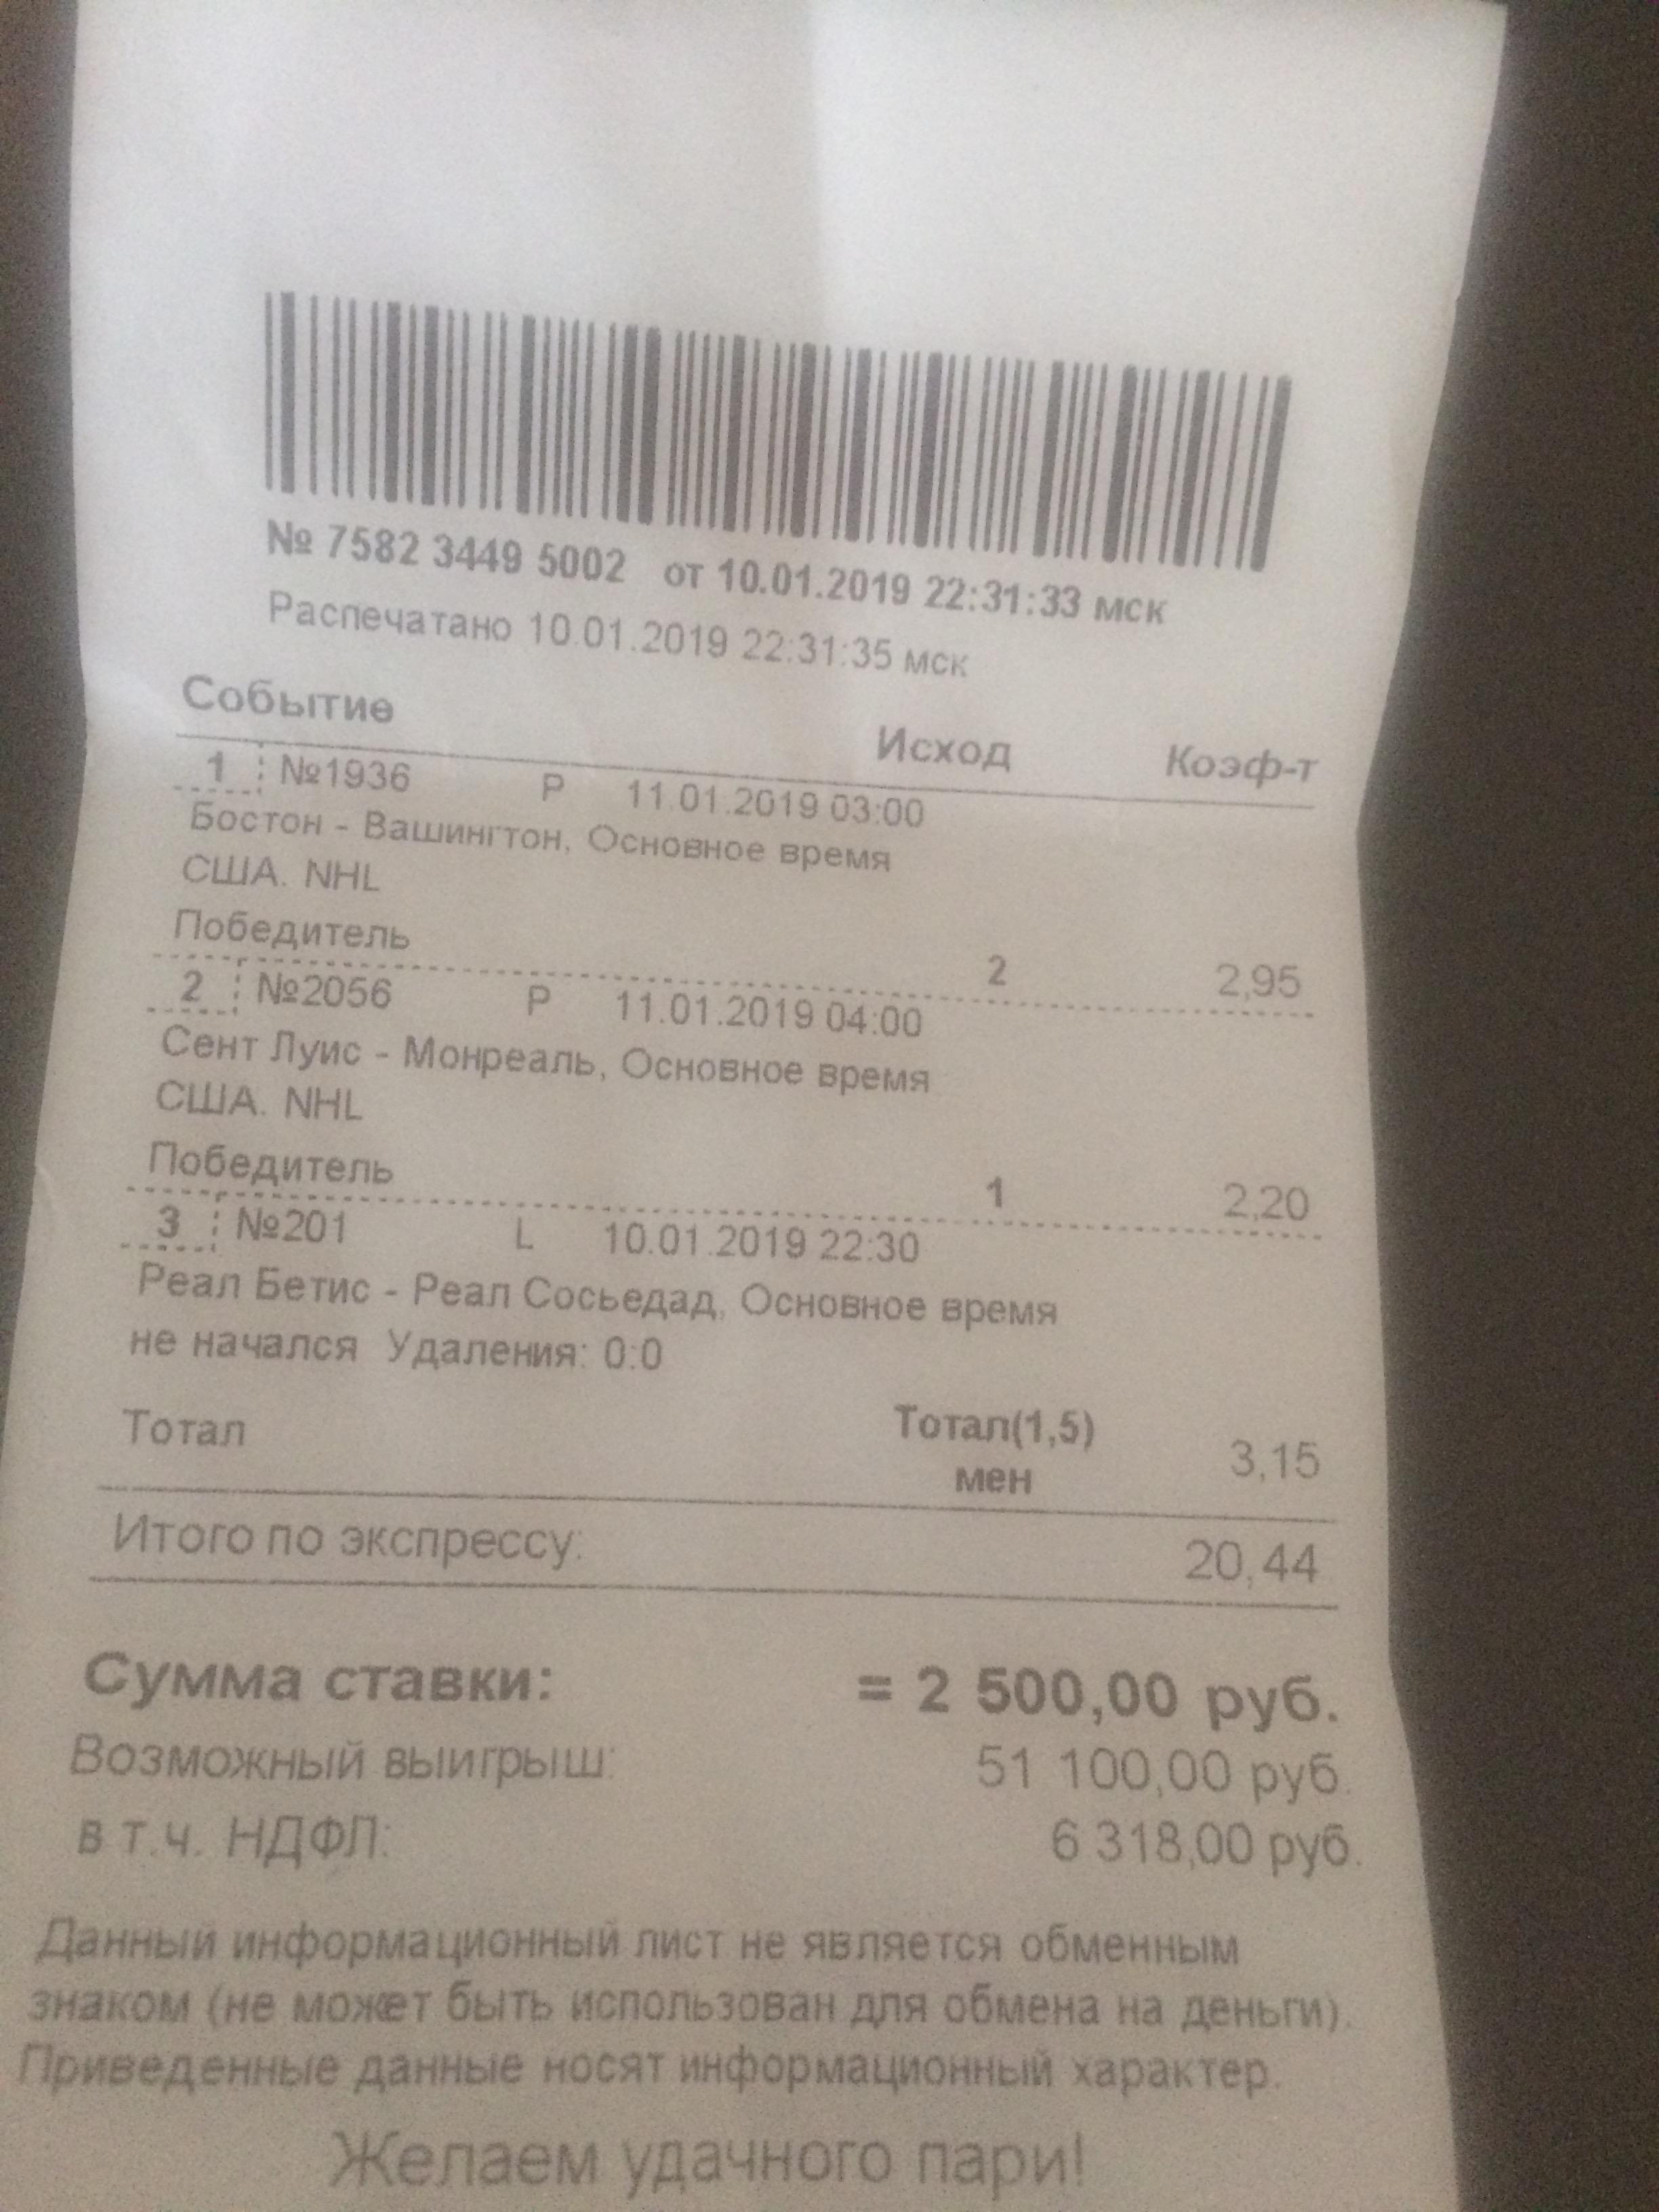 № 7582 3449 5002 от 10.01.2019 22:31:33 мск
Распечатано 10.01.2019 22:31:35 мск
Событие Исход Коэф-т
1 №1936 Р 11.01.2019 03:00
Бостон - Вашингтон, Основное время
США. NHL
Победитель 2 2,95
2 №2056 Р 11.01.2019 04:00
Сент Луис - Монреаль, Основное время
США. NHL
Победитель 1 2,20
3 №201 L 10.01.2019 22:30
Реал Бетис - Реал Сосьедад, Основное время
не начался Удаления: 0:0
Тотал Тотал(1,5) 3,15
мен
Итого по экспрессу: 20,44
Сумма ставки: = 2 500,00 руб.
Возможный выигрыш: 51 100,00 руб.
в т.ч. НДФЛ: 6 318,00 руб.
Данный информационный лист не является обменным
знаком (не может быть использован для обмена на деньги).
Приведенные данные носят информационный характер.
Желаем удачного пари!